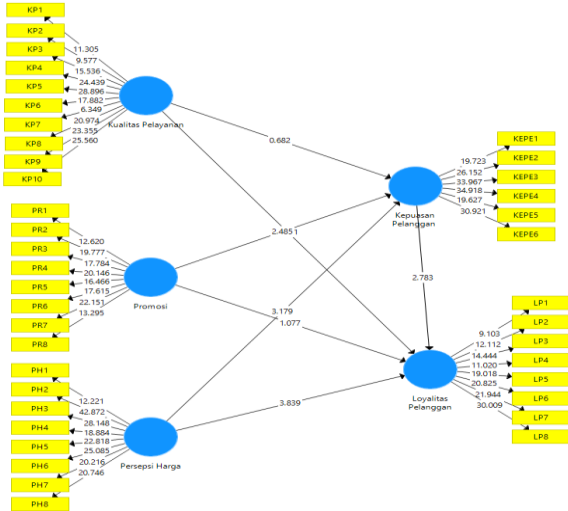 KP1
KP2
KP3
KP4
KP5
KP6
KP7
KP8
KP9
KP10
11.305
9.577
15.536
24.439
28.896
17.882
6.349
20.974
23.355
25.560
Kualitas Pelayanan
PR1
PR2
PR3
PR4
PR5
PR6
PR7
PR8
12.620
19.777
17.784
20.146
16.466
17.615
22.151
13.295
Promosi
PH1
PH2
PH3
PH4
PH5
PH6
PH7
PH8
12.221
42.872
28.148
18.884
22.818
25.085
20.216
20.746
Persepsi Harga
0.682
3.179
1.077
3.839
2.783
Kepuasan
Pelanggan
19.723
26.152
33.967
34.918
19.627
30.921
KEPE1
KEPE2
KEPE3
KEPE4
KEPE5
KEPE6
Loyalitas
Pelanggan
9.103
12.112
14.444
11.020
19.018
20.825
21.944
30.009
LP1
LP2
LP3
LP4
LP5
LP6
LP7
LP8